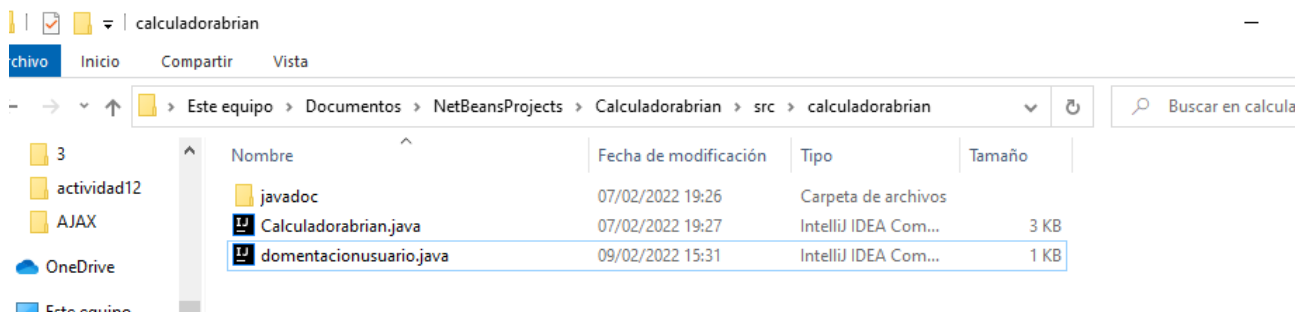 calculadorabrian
rchivo Inicio Compartir Vista
Este equipo > Documentos > NetBeansProjects > Calculadorabrian > src > calculadorabrian Buscar en calcula
3 Nombre Fecha de modificación Tipo Tamaño
actividad12 javadoc 07/02/2022 19:26 Carpeta de archivos
AJAX Calculadorabrian.java 07/02/2022 19:27 IntelliJ IDEA Com... 3 KB
domentacionusuario.java 09/02/2022 15:31 IntelliJ IDEA Com... 1 KB
OneDrive
Este equipo